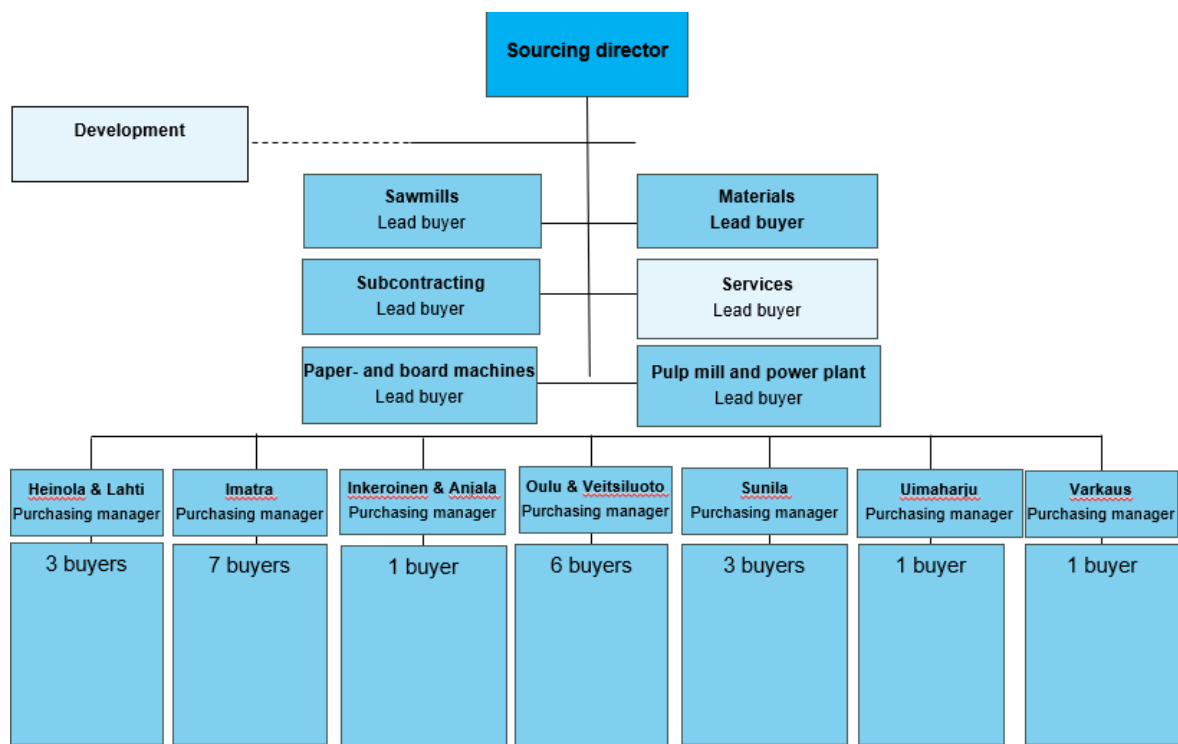 Sourcing director
Development
Sawmills
Lead buyer
Materials
Lead buyer
Subcontracting
Lead buyer
Services
Lead buyer
Paper- and board machines
Lead buyer
Pulp mill and power plant
Lead buyer
Heinola & Lahti
Purchasing manager
Imatra
Purchasing manager
Inkeroinen & Anjala
Purchasing manager
Oulu & Veitsiluoto
Purchasing manager
Sunila
Purchasing manager
Uimaharju
Purchasing manager
Varkaus
Purchasing manager
3 buyers
7 buyers
1 buyer
6 buyers
3 buyers
1 buyer
1 buyer